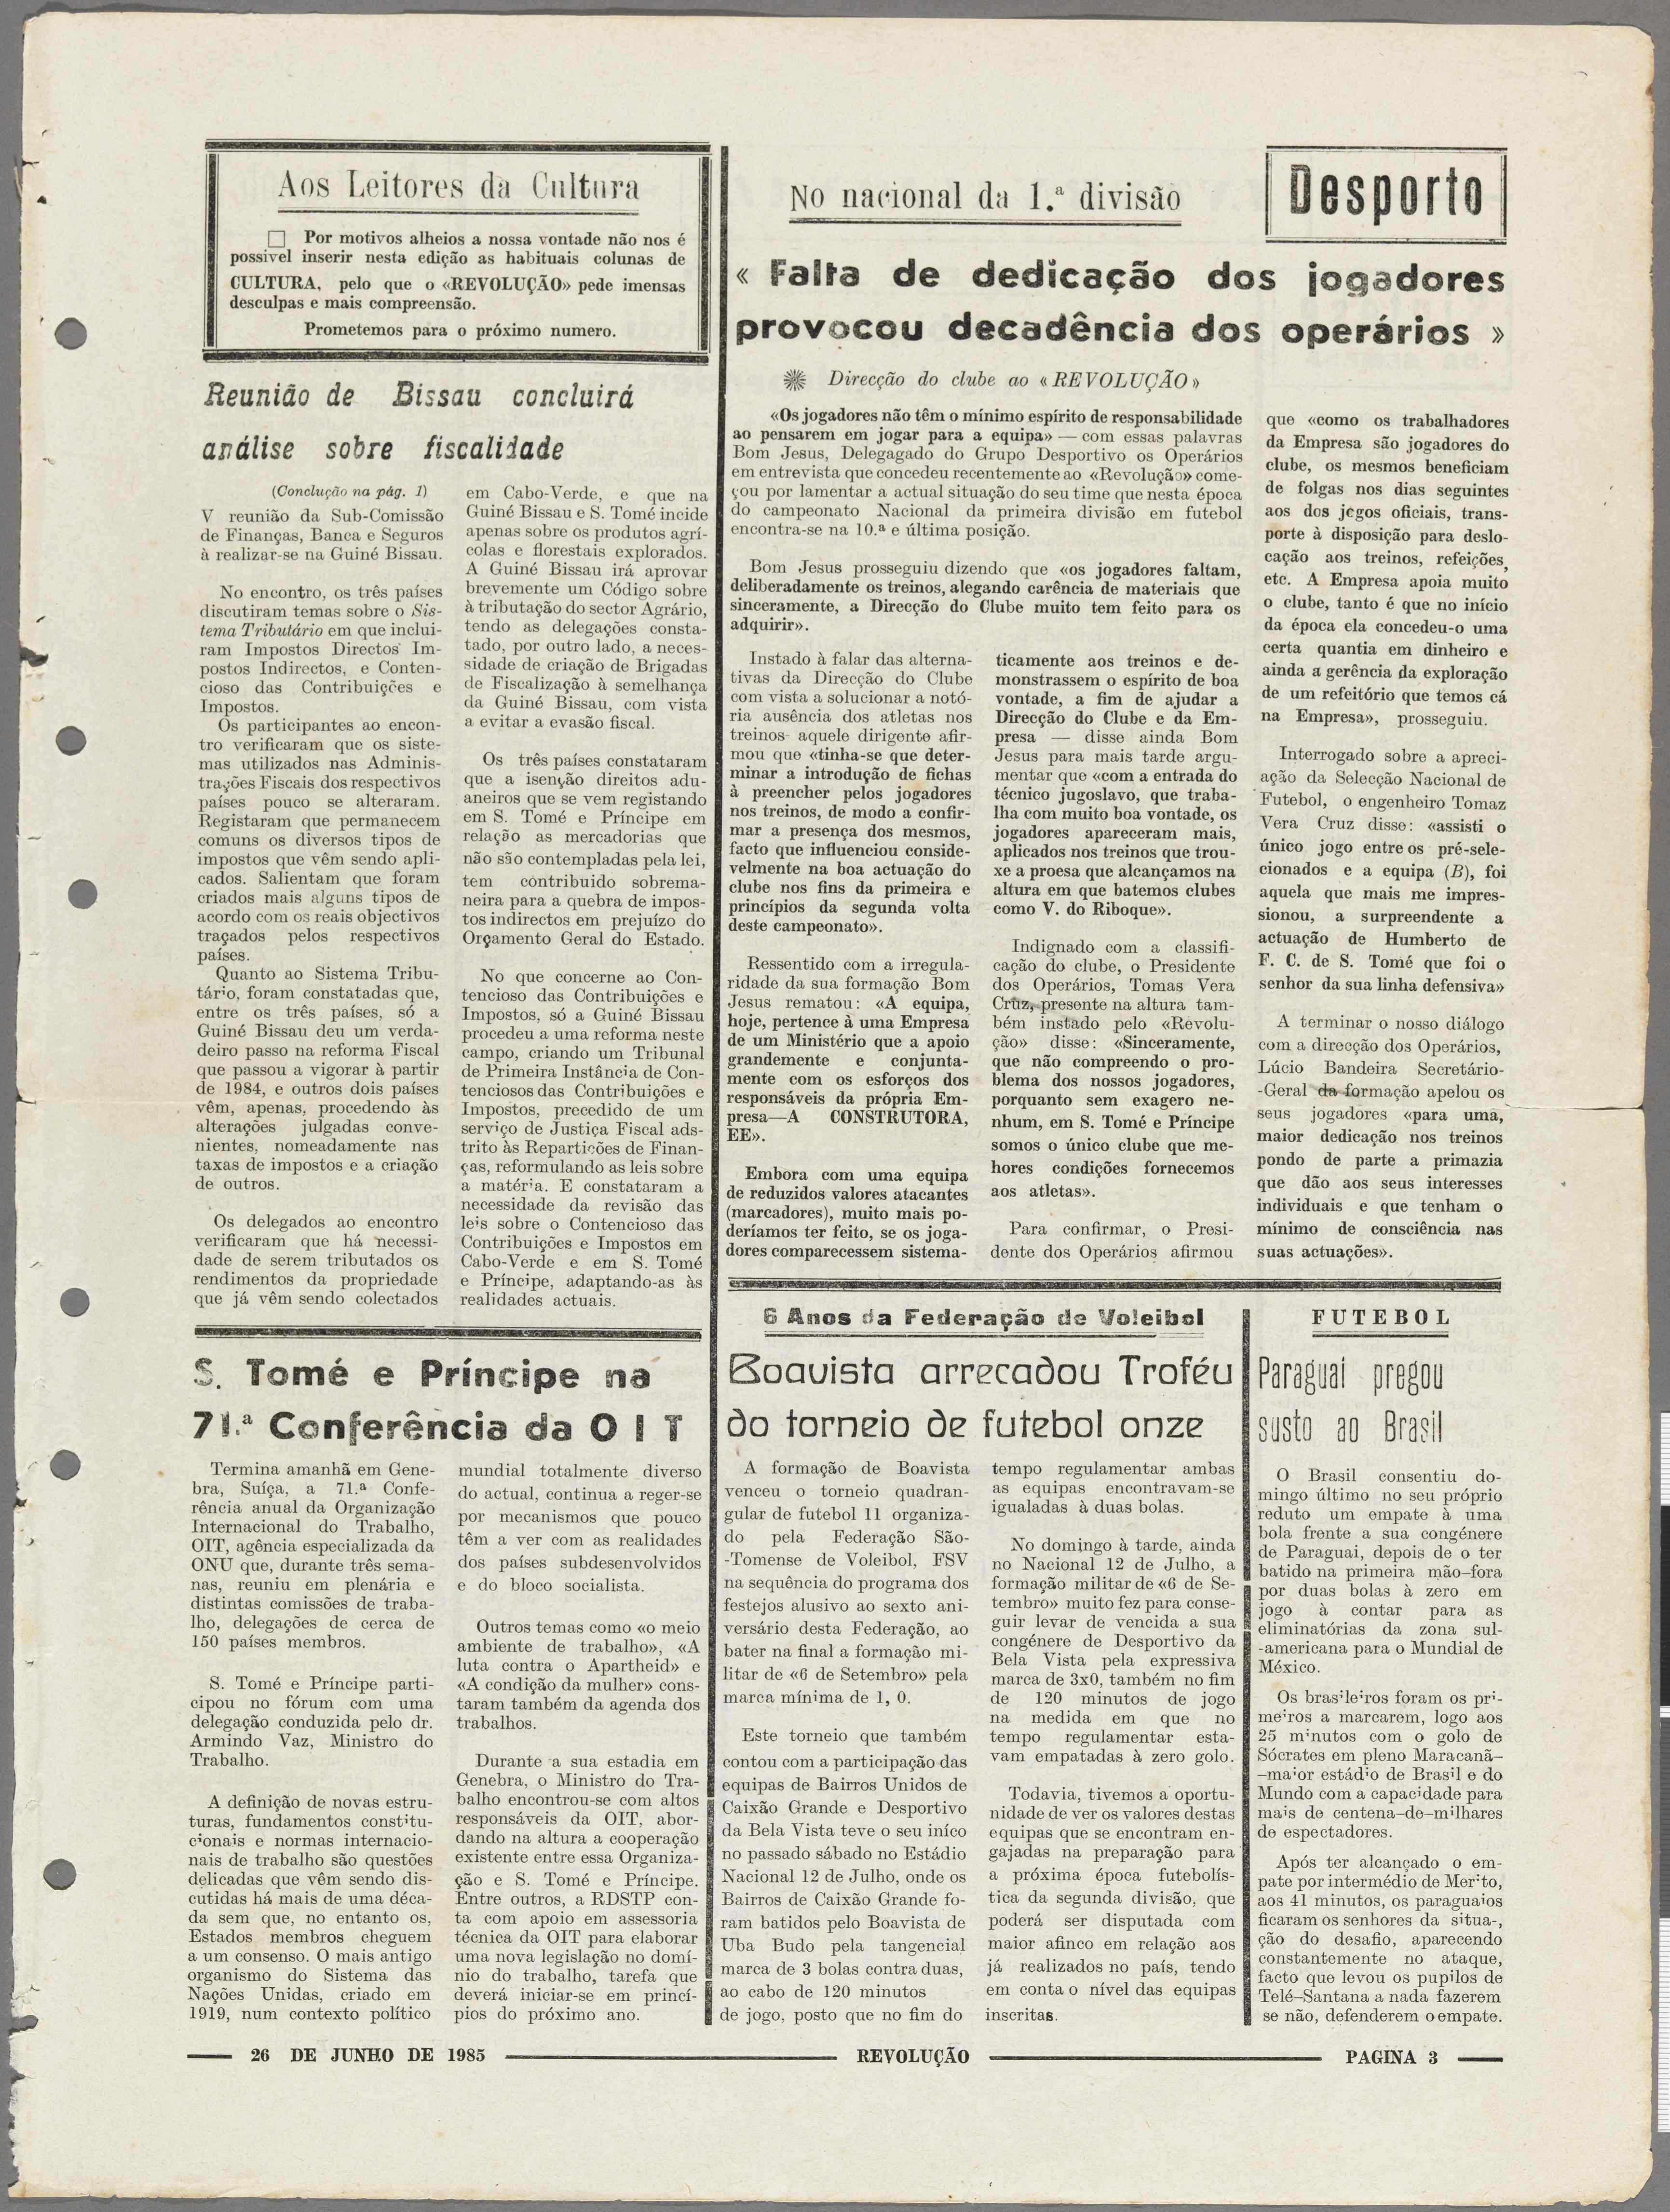 Aos Leitores da Cultura
Por motivos alheios a nossa vontade não nos é
possivel inserir nesta edição as habituais colunas de
CULTURA, pelo que o «REVOLUÇÃO» pede imensas
desculpas e mais compreensão.
Prometemos para o próximo numero.
Reunião de Bissau concluirá
análise sobre fiscalidade
(Conclução na pág. 1)
V reunião da Sub-Comissão
de Finanças, Banca e Seguros
à realizar-se na Guiné Bissau.
No encontro, os três países
discutiram temas sobre o Sis-
tema Tributário em que inclui-
ram Impostos Directos Im-
postos Indirectos, e Conten-
cioso das Contribuições e
Impostos.
Os participantes ao encon-
tro verificaram que os siste-
mas utilizados nas Adminis-
trações Fiscais dos respectivos
países pouco se alteraram.
Registaram que permanecem
comuns os diversos tipos de
impostos que vêm sendo apli-
cados. Salientam que foram
criados mais alguns tipos de
acordo com os reais objectivos
traçados pelos respectivos
países.
Quanto ao Sistema Tribu-
tário, foram constatadas que,
entre os três países, só a
Guiné Bissau deu um verda-
deiro passo na reforma Fiscal
que passou a vigorar à partir
de 1984, e outros dois países
vêm, apenas, procedendo às
alterações julgadas conve-
nientes, nomeadamente nas
taxas de impostos e a criação
de outros.
Os delegados ao encontro
verificaram que há necessi-
dade de serem tributados os
rendimentos da propriedade
que já vêm sendo colectados
em Cabo-Verde, e que na
Guiné Bissau e S. Tomé incide
apenas sobre os produtos agrí-
colas e florestais explorados.
A Guiné Bissau irá aprovar
brevemente um Código sobre
à tributação do sector Agrário,
tendo as delegações consta-
tado, por outro lado, a neces-
sidade de criação de Brigadas
de Fiscalização à semelhança
da Guiné Bissau, com vista
a evitar a evasão fiscal.
Os três países constataram
que a isenção direitos adu-
aneiros que se vem registando
em S. Tomé e Príncipe em
relação as mercadorias que
não são contempladas pela lei,
tem contribuido sobrema-
neira para a quebra de impos-
tos indirectos em prejuízo do
Orçamento Geral do Estado.
No que concerne ao Con-
tencioso das Contribuições e
Impostos, só a Guiné Bissau
procedeu a uma reforma neste
campo, criando um Tribunal
de Primeira Instância de Con-
tenciosos das Contribuições e
Impostos, precedido de um
serviço de Justiça Fiscal ads-
trito às Repartições de Finan-
ças, reformulando as leis sobre
a matéria. E constataram a
necessidade da revisão das
leis sobre o Contencioso das
Contribuições e Impostos em
Cabo-Verde e em S. Tomé
e Príncipe, adaptando-as às
realidades actuais.
S. Tomé e Príncipe na
71.ª Conferência da O I T
Termina amanhã em Gene-
bra, Suíça, a 71.ª Confe-
rência anual da Organização
Internacional do Trabalho,
OIT, agência especializada da
ONU que, durante três sema-
nas, reuniu em plenária e
distintas comissões de traba-
lho, delegações de cerca de
150 países membros.
S. Tomé e Príncipe parti-
cipou no fórum com uma
delegação conduzida pelo dr.
Armindo Vaz, Ministro do
Trabalho.
A definição de novas estru-
turas, fundamentos constitu-
cionais e normas internacio-
nais de trabalho são questões
delicadas que vêm sendo dis-
cutidas há mais de uma déca-
da sem que, no entanto os,
Estados membros cheguem
a um consenso. O mais antigo
organismo do Sistema das
Nações Unidas, criado em
1919, num contexto político
mundial totalmente diverso
do actual, continua a reger-se
por mecanismos que pouco
têm a ver com as realidades
dos países subdesenvolvidos
e do bloco socialista.
Outros temas como «o meio
ambiente de trabalho», «A
luta contra o Apartheid» e
«A condição da mulher» cons-
taram também da agenda dos
trabalhos.
Durante a sua estadia em
Genebra, o Ministro do Tra-
balho encontrou-se com altos
responsáveis da OIT, abor-
dando na altura a cooperação
existente entre essa Organiza-
ção e S. Tomé e Príncipe.
Entre outros, a RDSTP con-
ta com apoio em assessoria
técnica da OIT para elaborar
uma nova legislação no domí-
nio do trabalho, tarefa que
deverá iniciar-se em princí-
pios do próximo ano.
No nacional da 1.ª divisão
Desporto
« Falta de dedicação dos jogadores
provocou decadência dos operários »
Direcção do clube ao «REVOLUÇÃO»
«Os jogadores não têm o mínimo espírito de responsabilidade
ao pensarem em jogar para a equipa» — com essas palavras
Bom Jesus, Delegagado do Grupo Desportivo os Operários
em entrevista que concedeu recentemente ao «Revolução» come-
çou por lamentar a actual situação do seu time que nesta época
do campeonato Nacional da primeira divisão em futebol
encontra-se na 10.ª e última posição.
Bom Jesus prosseguiu dizendo que «os jogadores faltam,
deliberadamente os treinos, alegando carência de materiais que
sinceramente, a Direcção do Clube muito tem feito para os
adquirir».
Instado à falar das alterna-
tivas da Direcção do Clube
com vista a solucionar a notó-
ria ausência dos atletas nos
treinos aquele dirigente afir-
mou que «tinha-se que deter-
minar a introdução de fichas
à preencher pelos jogadores
nos treinos, de modo a confir-
mar a presença dos mesmos,
facto que influenciou conside-
velmente na boa actuação do
clube nos fins da primeira e
princípios da segunda volta
deste campeonato».
Ressentido com a irregula-
ridade da sua formação Bom
Jesus rematou: «A equipa,
hoje, pertence à uma Empresa
de um Ministério que a apoio
grandemente e conjunta-
mente com os esforços dos
responsáveis da própria Em-
presa—A CONSTRUTORA,
EE».
Embora com uma equipa
de reduzidos valores atacantes
(marcadores), muito mais po-
deríamos ter feito, se os joga-
dores comparecessem sistema-
ticamente aos treinos e de-
monstrassem o espírito de boa
vontade, a fim de ajudar a
Direcção do Clube e da Em-
presa — disse ainda Bom
Jesus para mais tarde argu-
mentar que «com a entrada do
técnico jugoslavo, que traba-
lha com muito boa vontade, os
jogadores apareceram mais,
aplicados nos treinos que trou-
xe a proesa que alcançamos na
altura em que batemos clubes
como V. do Riboque».
Indignado com a classifi-
cação do clube, o Presidente
dos Operários, Tomas Vera
Cruz, presente na altura tam-
bém instado pelo «Revolu-
ção» disse: «Sinceramente,
que não compreendo o pro-
blema dos nossos jogadores,
porquanto sem exagero ne-
nhum, em S. Tomé e Príncipe
somos o único clube que me-
hores condições fornecemos
aos atletas».
Para confirmar, o Presi-
dente dos Operários afirmou
que «como os trabalhadores
da Empresa são jogadores do
clube, os mesmos beneficiam
de folgas nos dias seguintes
aos dos jogos oficiais, trans-
porte à disposição para deslo-
cação aos treinos, refeições,
etc. A Empresa apoia muito
o clube, tanto é que no início
da época ela concedeu-o uma
certa quantia em dinheiro e
ainda a gerência da exploração
de um refeitório que temos cá
na Empresa», prosseguiu.
Interrogado sobre a apreci-
ação da Selecção Nacional de
Futebol, o engenheiro Tomaz
Vera Cruz disse: «assisti o
único jogo entre os pré-sele-
cionados e a equipa (B), foi
aquela que mais me impres-
sionou, a surpreendente a
actuação de Humberto de
F. C. de S. Tomé que foi o
senhor da sua linha defensiva»
A terminar o nosso diálogo
com a direcção dos Operários,
Lúcio Bandeira Secretário-
-Geral da formação apelou os
seus jogadores «para uma,
maior dedicação nos treinos
pondo de parte a primazia
que dão aos seus interesses
individuais e que tenham o
mínimo de consciência nas
suas actuações».
6 Anos da Federação de Voleibol
Boavista arrecadou Troféu
do torneio de futebol onze
A formação de Boavista
venceu o torneio quadran-
gular de futebol 11 organiza-
do pela Federação São-
-Tomense de Voleibol, FSV
na sequência do programa dos
festejos alusivo ao sexto ani-
versário desta Federação, ao
bater na final a formação mi-
litar de «6 de Setembro» pela
marca mínima de 1, 0.
Este torneio que também
contou com a participação das
equipas de Bairros Unidos de
Caixão Grande e Desportivo
da Bela Vista teve o seu iníco
no passado sábado no Estádio
Nacional 12 de Julho, onde os
Bairros de Caixão Grande fo-
ram batidos pelo Boavista de
Uba Budo pela tangencial
marca de 3 bolas contra duas,
ao cabo de 120 minutos
de jogo, posto que no fim do
tempo regulamentar ambas
as equipas encontravam-se
igualadas à duas bolas.
No domingo à tarde, ainda
no Nacional 12 de Julho, a
formação militar de «6 de Se-
tembro» muito fez para conse-
guir levar de vencida a sua
congénere de Desportivo da
Bela Vista pela expressiva
marca de 3x0, também no fim
de 120 minutos de jogo
na medida em que no
tempo regulamentar esta-
vam empatadas à zero golo.
Todavia, tivemos a oportu-
nidade de ver os valores destas
equipas que se encontram en-
gajadas na preparação para
a próxima época futebolís-
tica da segunda divisão, que
poderá ser disputada com
maior afinco em relação aos
já realizados no país, tendo
em conta o nível das equipas
inscritas.
FUTEBOL
Paraguai pregou
susto ao Brasil
O Brasil consentiu do-
mingo último no seu próprio
reduto um empate à uma
bola frente a sua congénere
de Paraguai, depois de o ter
batido na primeira mão-fora
por duas bolas à zero em
jogo à contar para as
eliminatórias da zona sul-
-americana para o Mundial de
México.
Os brasileiros foram os pri-
meiros a marcarem, logo aos
25 minutos com o golo de
Sócrates em pleno Maracanã–
–maior estádio de Brasil e do
Mundo com a capacidade para
mais de centena–de–milhares
de espectadores.
Após ter alcançado o em-
pate por intermédio de Merito,
aos 41 minutos, os paraguaios
ficaram os senhores da situa-,
ção do desafio, aparecendo
constantemente no ataque,
facto que levou os pupilos de
Telé–Santana a nada fazerem
se não, defenderem o empate.
26 DE JUNHO DE 1985
REVOLUÇÃO
PAGINA 3